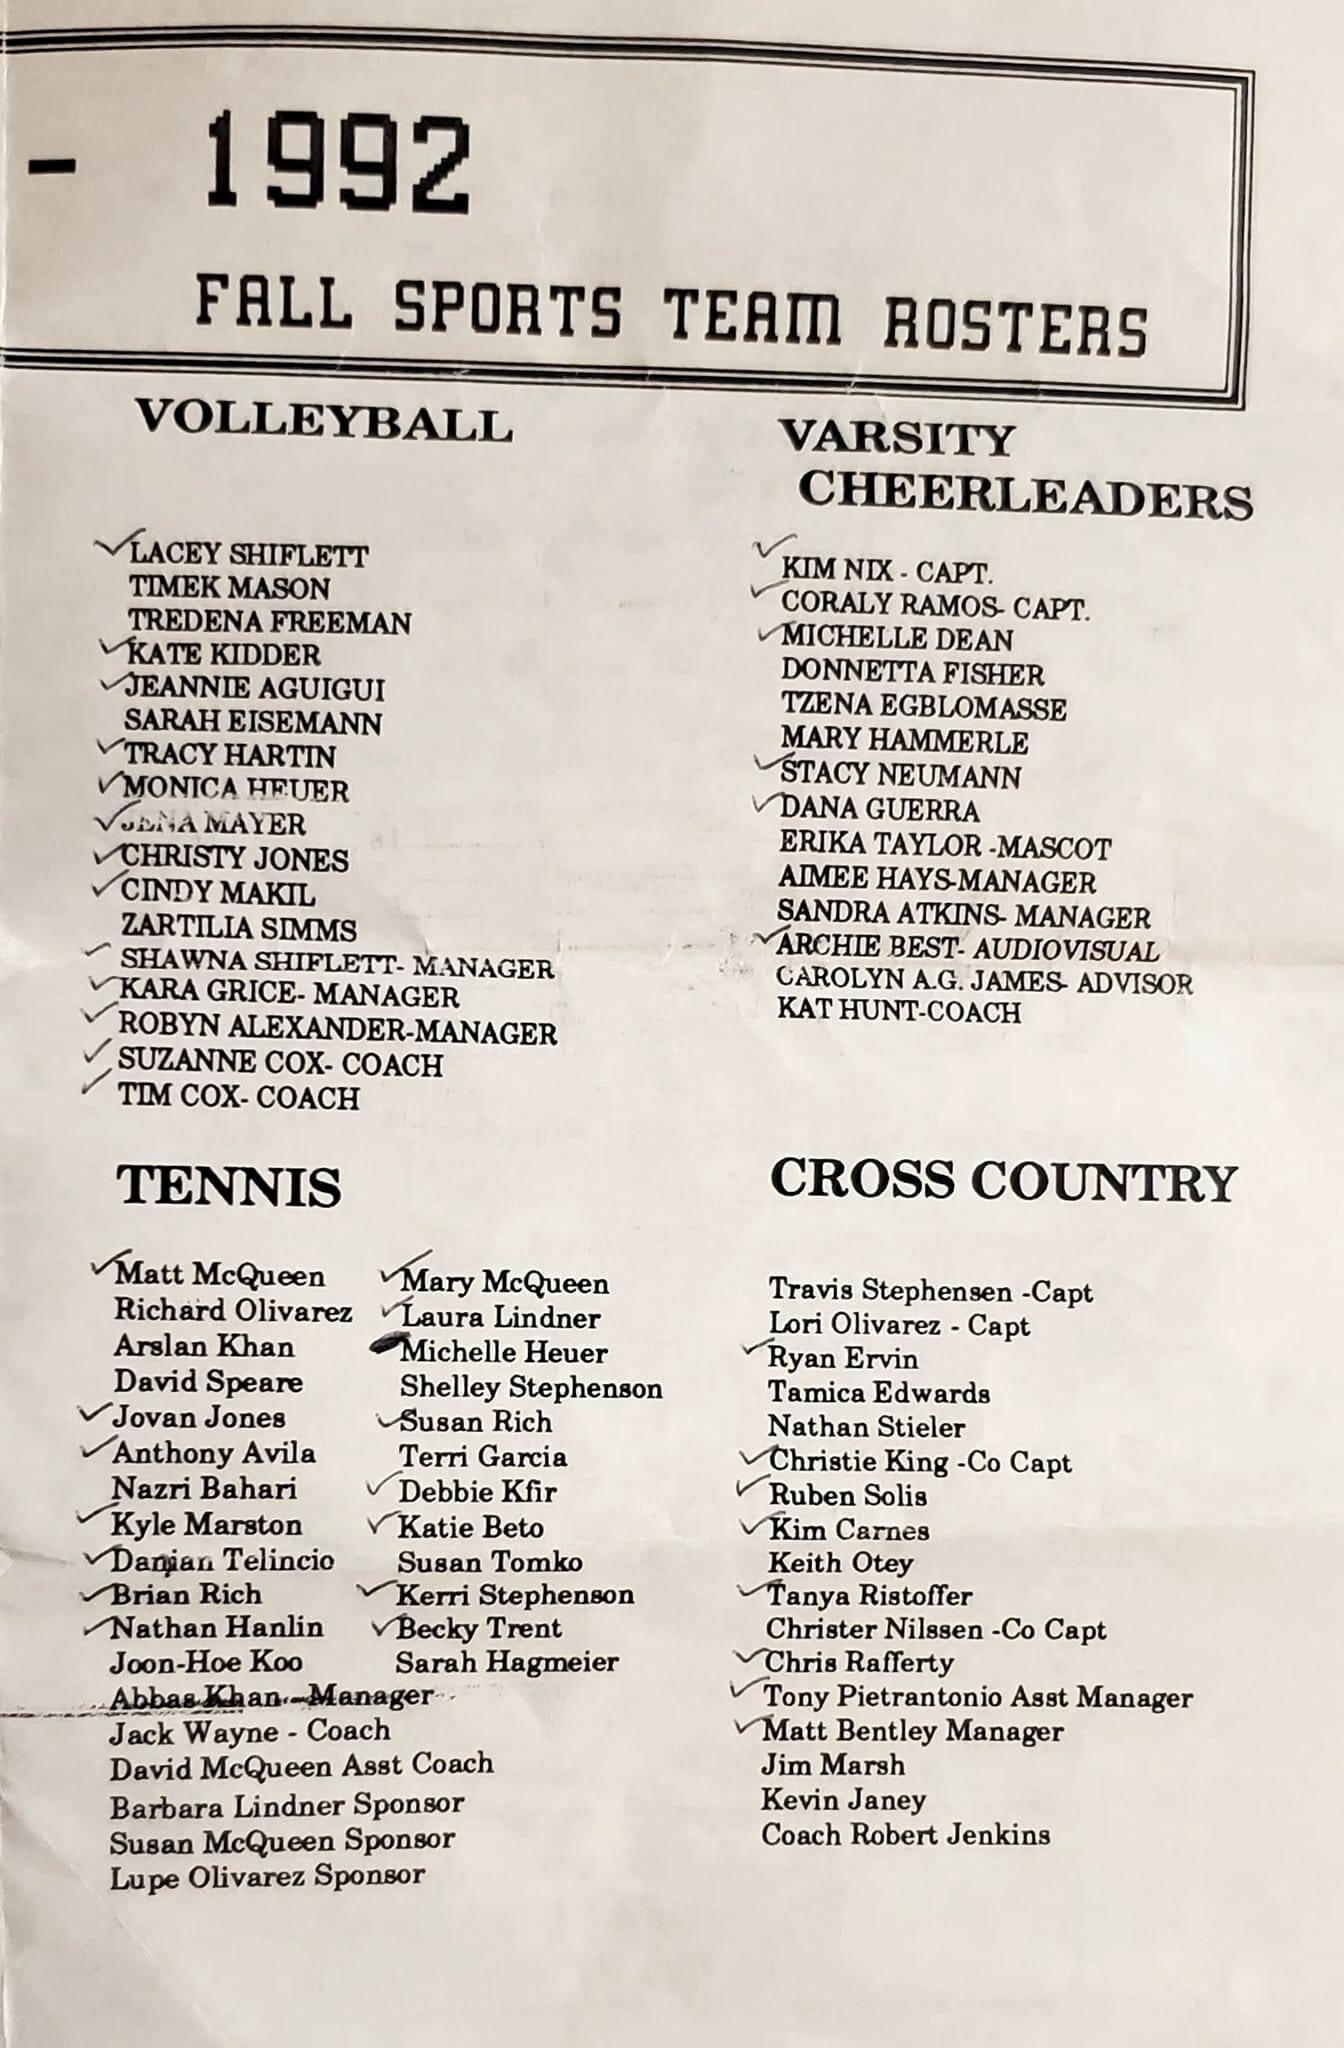 - 1992
FALL SPORTS TEAM ROSTERS
VOLLEYBALL
LACEY SHIFLETT
TIMEK MASON
TREDENA FREEMAN
KATE KIDDER
JEANNIE AGUIGUI
SARAH EISEMANN
TRACY HARTIN
MONICA HEUER
JENA MAYER
CHRISTY JONES
CINDY MAKIL
ZARTILIA SIMMS
SHAWNA SHIFLETT- MANAGER
KARA GRICE- MANAGER
ROBYN ALEXANDER-MANAGER
SUZANNE COX- COACH
TIM COX- COACH
VARSITY
CHEERLEADERS
KIM NIX - CAPT.
CORALY RAMOS- CAPT.
MICHELLE DEAN
DONNETTA FISHER
TZENA EGBLOMASSE
MARY HAMMERLE
STACY NEUMANN
DANA GUERRA
ERIKA TAYLOR -MASCOT
AIMEE HAYS-MANAGER
SANDRA ATKINS- MANAGER
ARCHIE BEST- AUDIOVISUAL
CAROLYN A.G. JAMES- ADVISOR
KAT HUNT-COACH
TENNIS
Matt McQueen
Richard Olivarez
Arslan Khan
David Speare
Jovan Jones
Anthony Avila
Nazri Bahari
Kyle Marston
Damian Telincio
Brian Rich
Nathan Hanlin
Joon-Hoe Koo
Abbas Khan - Manager
Jack Wayne - Coach
David McQueen Asst Coach
Barbara Lindner Sponsor
Susan McQueen Sponsor
Lupe Olivarez Sponsor
Mary McQueen
Laura Lindner
Michelle Heuer
Shelley Stephenson
Susan Rich
Terri Garcia
Debbie Kfir
Katie Beto
Susan Tomko
Kerri Stephenson
Becky Trent
Sarah Hagmeier
CROSS COUNTRY
Travis Stephensen -Capt
Lori Olivarez - Capt
Ryan Ervin
Tamica Edwards
Nathan Stieler
Christie King -Co Capt
Ruben Solis
Kim Carnes
Keith Otey
Tanya Ristoffer
Christer Nilssen -Co Capt
Chris Rafferty
Tony Pietrantonio Asst Manager
Matt Bentley Manager
Jim Marsh
Kevin Janey
Coach Robert Jenkins